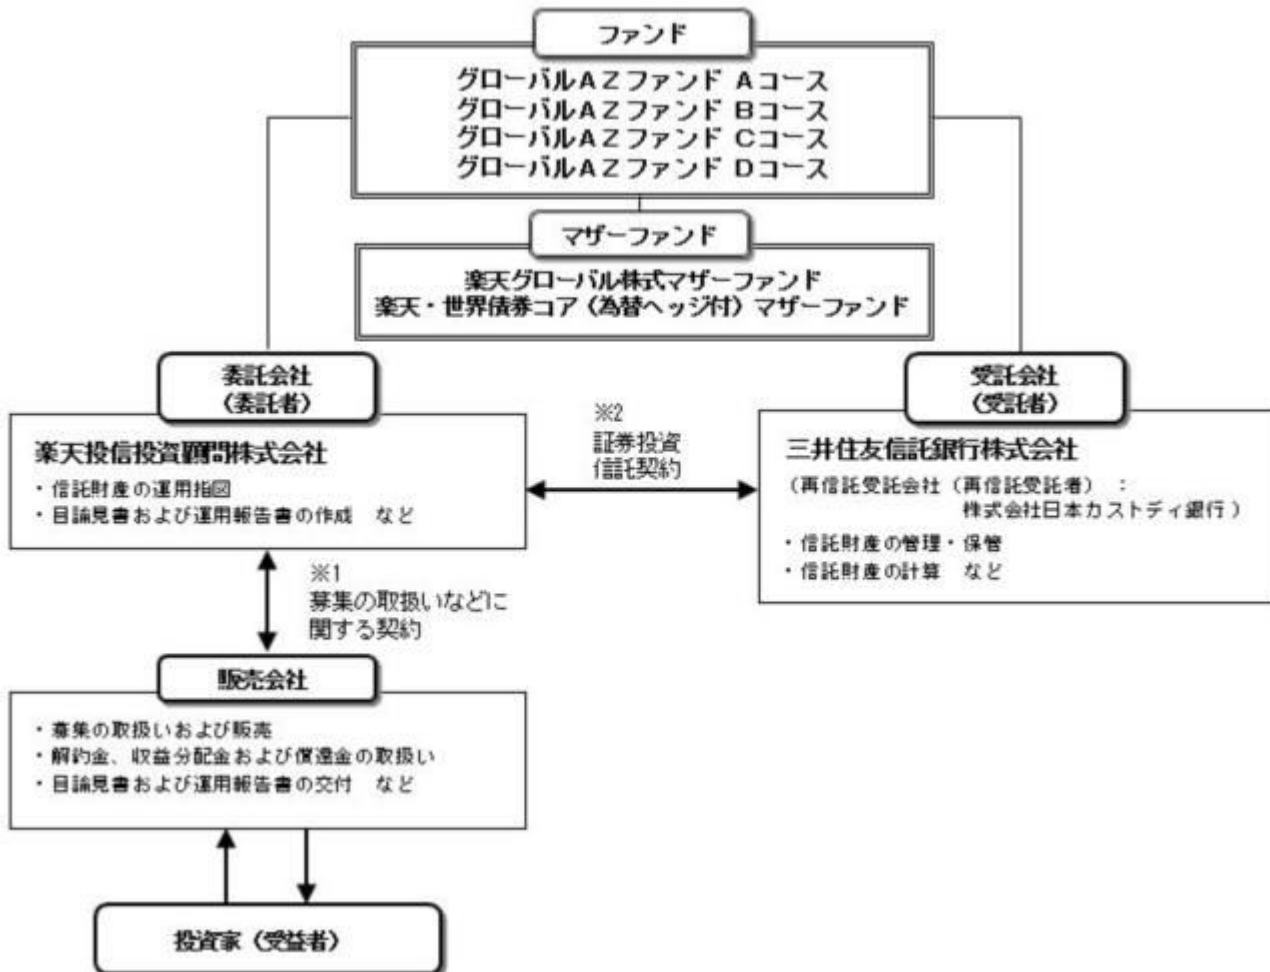 ファンド
グローバルAZファンド Aコース
グローバルAZファンド Bコース
グローバルAZファンド Cコース
グローバルAZファンド Dコース
マザーファンド
楽天グローバル株式マザーファンド
楽天・世界債券コア（為替ヘッジ付）マザーファンド
委託会社
（委託者）
楽天投信投資顧問株式会社
・信託財産の運用指図
・目論見書および運用報告書の作成 など
※2
証券投資
信託契約
受託会社
（受託者）
三井住友信託銀行株式会社
（再信託受託会社（再信託受託者） ：
株式会社日本カストディ銀行）
・信託財産の管理・保管
・信託財産の計算 など
※1
募集の取扱いなどに
関する契約
販売会社
・募集の取扱いおよび販売
・解約金、収益分配金および償還金の取扱い
・目論見書および運用報告書の交付 など
投資家（受益者）